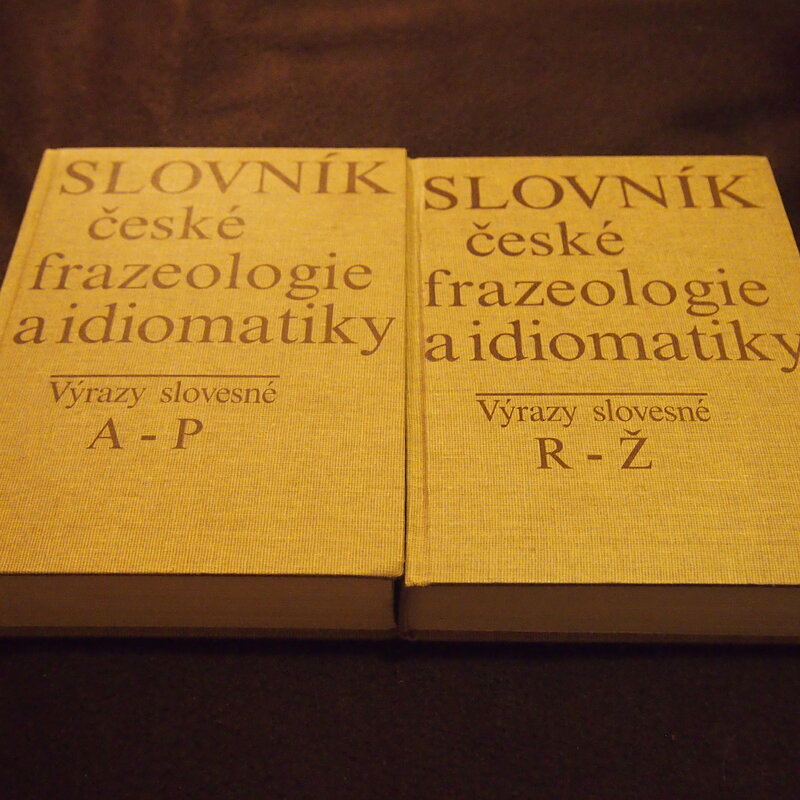 SLOVNÍK
české
frazeologie
a idiomatiky
Výrazy slovesné
A - P
SLOVNÍK
české
frazeologie
a idiomatiky
Výrazy slovesné
R - Ž